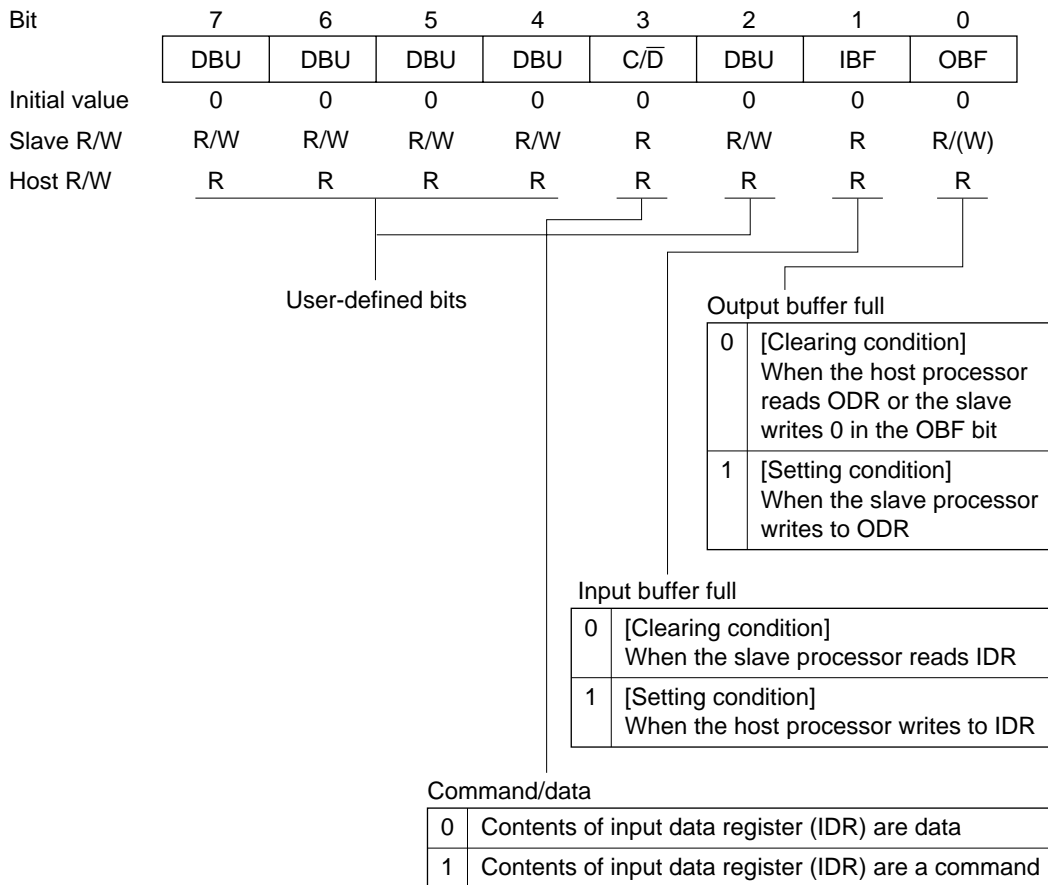 Bit 7 6 5 4 3 2 1 0
DBU DBU DBU DBU C/D̅ DBU IBF OBF
Initial value 0 0 0 0 0 0 0 0
Slave R/W R/W R/W R/W R/W R R/W R R/(W)
Host R/W R R R R R R R R
User-defined bits
Output buffer full
0 [Clearing condition]
When the host processor
reads ODR or the slave
writes 0 in the OBF bit
1 [Setting condition]
When the slave processor
writes to ODR
Input buffer full
0 [Clearing condition]
When the slave processor reads IDR
1 [Setting condition]
When the host processor writes to IDR
Command/data
0 Contents of input data register (IDR) are data
1 Contents of input data register (IDR) are a command